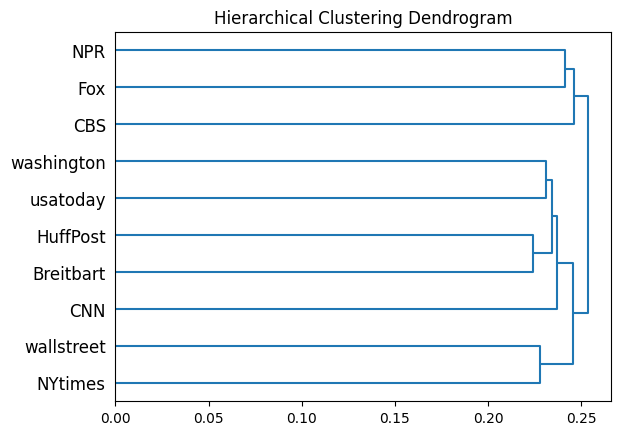 Hierarchical Clustering Dendrogram
NPR
Fox
CBS
washington
usatoday
HuffPost
Breitbart
CNN
wallstreet
NYtimes
0.00 0.05 0.10 0.15 0.20 0.25